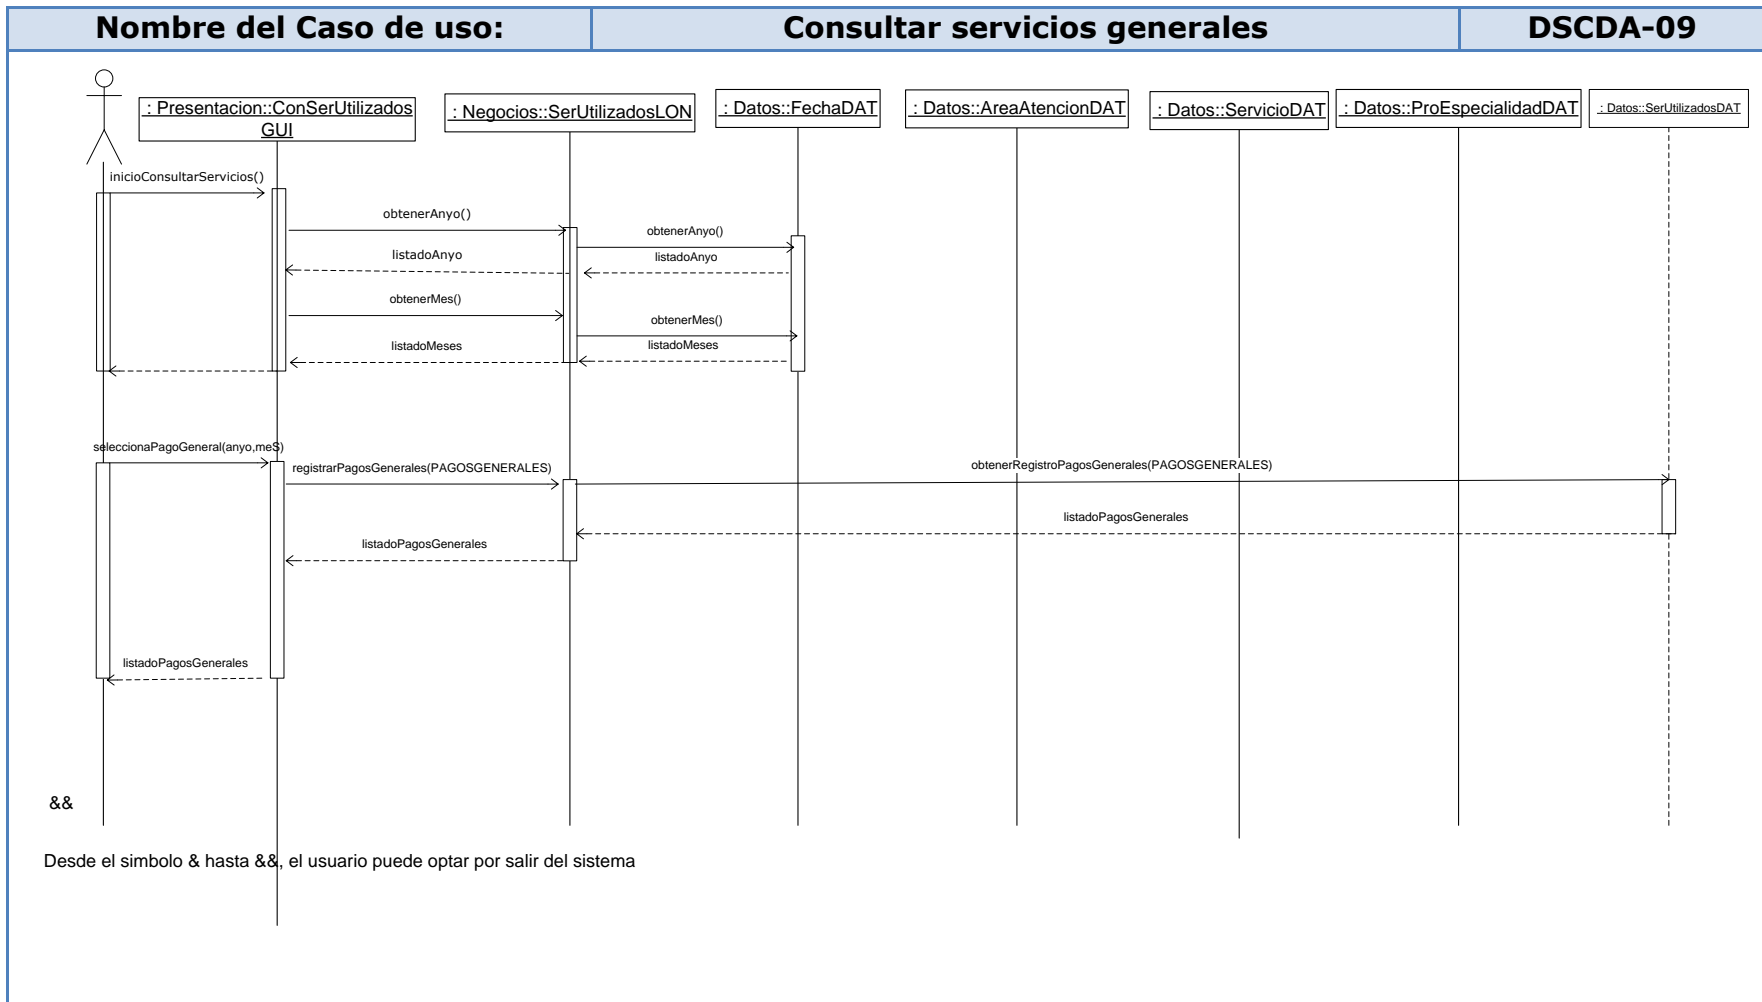 Nombre del Caso de uso: Consultar servicios generales DSCDA-09
: Presentacion::ConSerUtilizados
GUI
: Negocios::SerUtilizadosLON
: Datos::FechaDAT
: Datos::AreaAtencionDAT
: Datos::ServicioDAT
: Datos::ProEspecialidadDAT
: Datos::SerUtilizadosDAT
inicioConsultarServicios()
obtenerAnyo()
obtenerAnyo()
listadoAnyo
listadoAnyo
obtenerMes()
obtenerMes()
listadoMeses
listadoMeses
seleccionaPagoGeneral(anyo,meS)
registrarPagosGenerales(PAGOSGENERALES)
obtenerRegistroPagosGenerales(PAGOSGENERALES)
listadoPagosGenerales
listadoPagosGenerales
listadoPagosGenerales
&&
Desde el simbolo & hasta &&, el usuario puede optar por salir del sistema